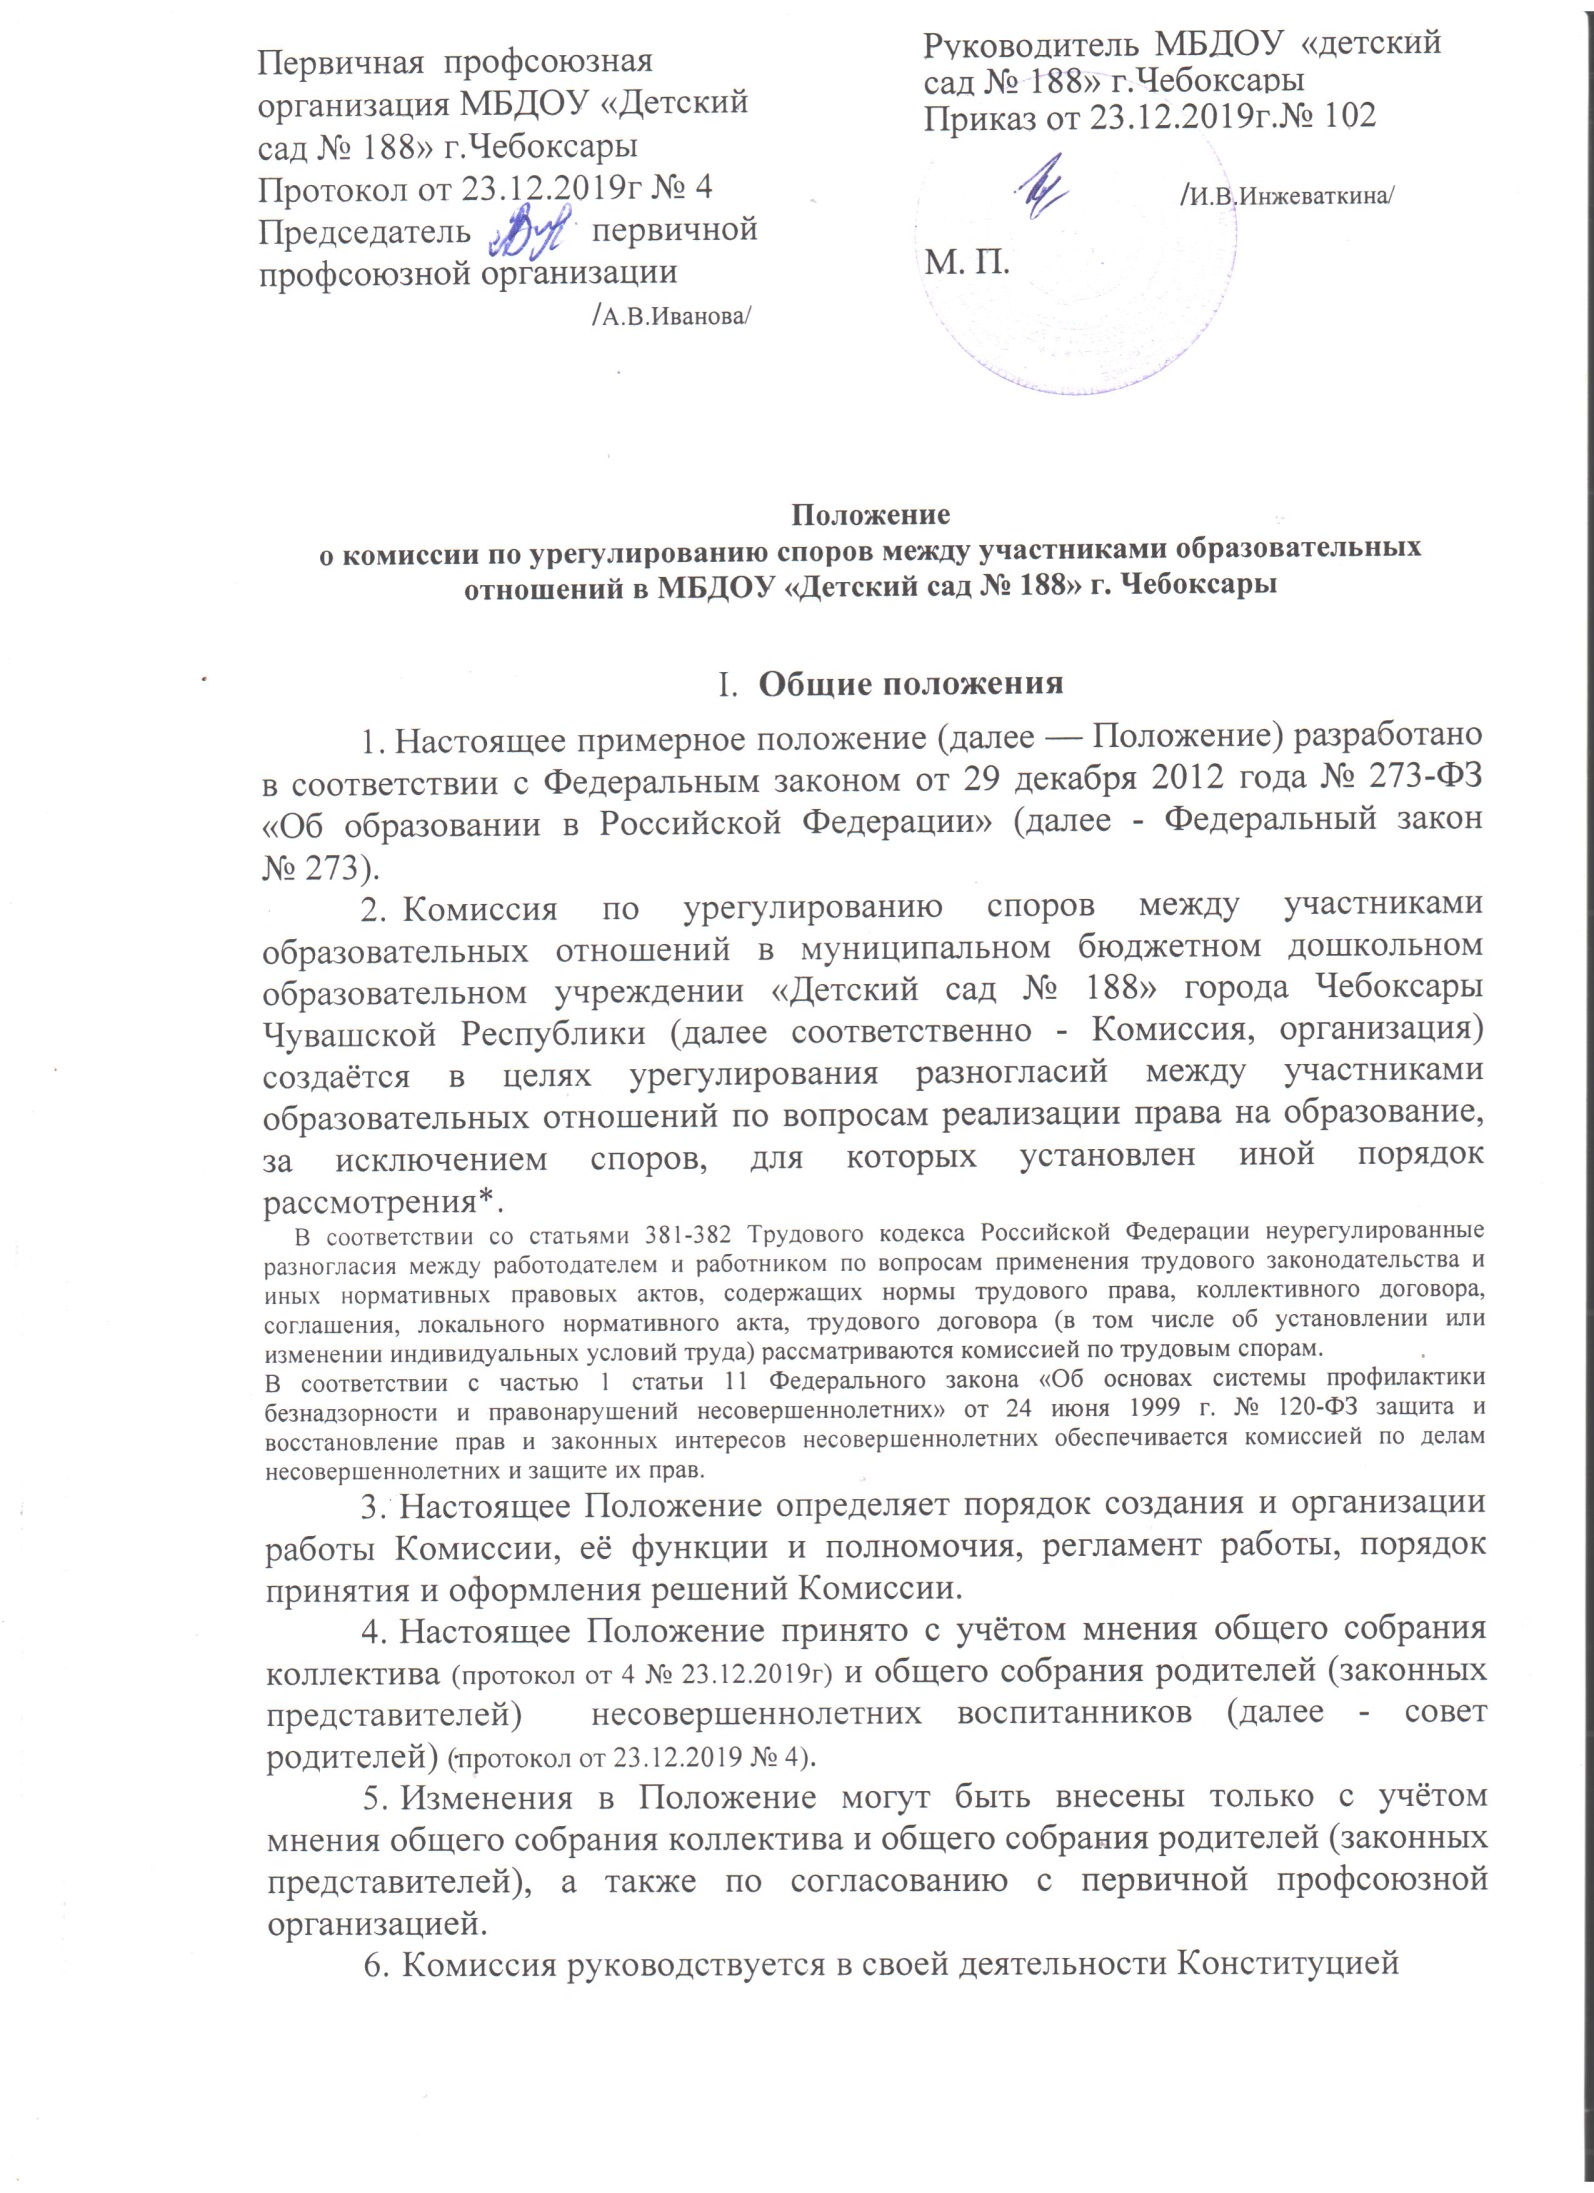 Первичная профсоюзная
организация МБДОУ «Детский
сад № 188» г.Чебоксары
Протокол от 23.12.2019г № 4
Председатель первичной
профсоюзной организации
/А.В.Иванова/
Руководитель МБДОУ «детский
сад № 188» г.Чебоксары
Приказ от 23.12.2019г.№ 102
/И.В.Инжеваткина/
М. П.
Положение
о комиссии по урегулированию споров между участниками образовательных
отношений в МБДОУ «Детский сад № 188» г. Чебоксары
I. Общие положения
1. Настоящее примерное положение (далее — Положение) разработано
в соответствии с Федеральным законом от 29 декабря 2012 года № 273-ФЗ
«Об образовании в Российской Федерации» (далее - Федеральный закон
№ 273).
2. Комиссия по урегулированию споров между участниками
образовательных отношений в муниципальном бюджетном дошкольном
образовательном учреждении «Детский сад № 188» города Чебоксары
Чувашской Республики (далее соответственно - Комиссия, организация)
создаётся в целях урегулирования разногласий между участниками
образовательных отношений по вопросам реализации права на образование,
за исключением споров, для которых установлен иной порядок
рассмотрения*.
В соответствии со статьями 381-382 Трудового кодекса Российской Федерации неурегулированные
разногласия между работодателем и работником по вопросам применения трудового законодательства и
иных нормативных правовых актов, содержащих нормы трудового права, коллективного договора,
соглашения, локального нормативного акта, трудового договора (в том числе об установлении или
изменении индивидуальных условий труда) рассматриваются комиссией по трудовым спорам.
В соответствии с частью 1 статьи 11 Федерального закона «Об основах системы профилактики
безнадзорности и правонарушений несовершеннолетних» от 24 июня 1999 г. № 120-ФЗ защита и
восстановление прав и законных интересов несовершеннолетних обеспечивается комиссией по делам
несовершеннолетних и защите их прав.
3. Настоящее Положение определяет порядок создания и организации
работы Комиссии, её функции и полномочия, регламент работы, порядок
принятия и оформления решений Комиссии.
4. Настоящее Положение принято с учётом мнения общего собрания
коллектива (протокол от 4 № 23.12.2019г) и общего собрания родителей (законных
представителей) несовершеннолетних воспитанников (далее - совет
родителей) (протокол от 23.12.2019 № 4).
5. Изменения в Положение могут быть внесены только с учётом
мнения общего собрания коллектива и общего собрания родителей (законных
представителей), а также по согласованию с первичной профсоюзной
организацией.
6. Комиссия руководствуется в своей деятельности Конституцией